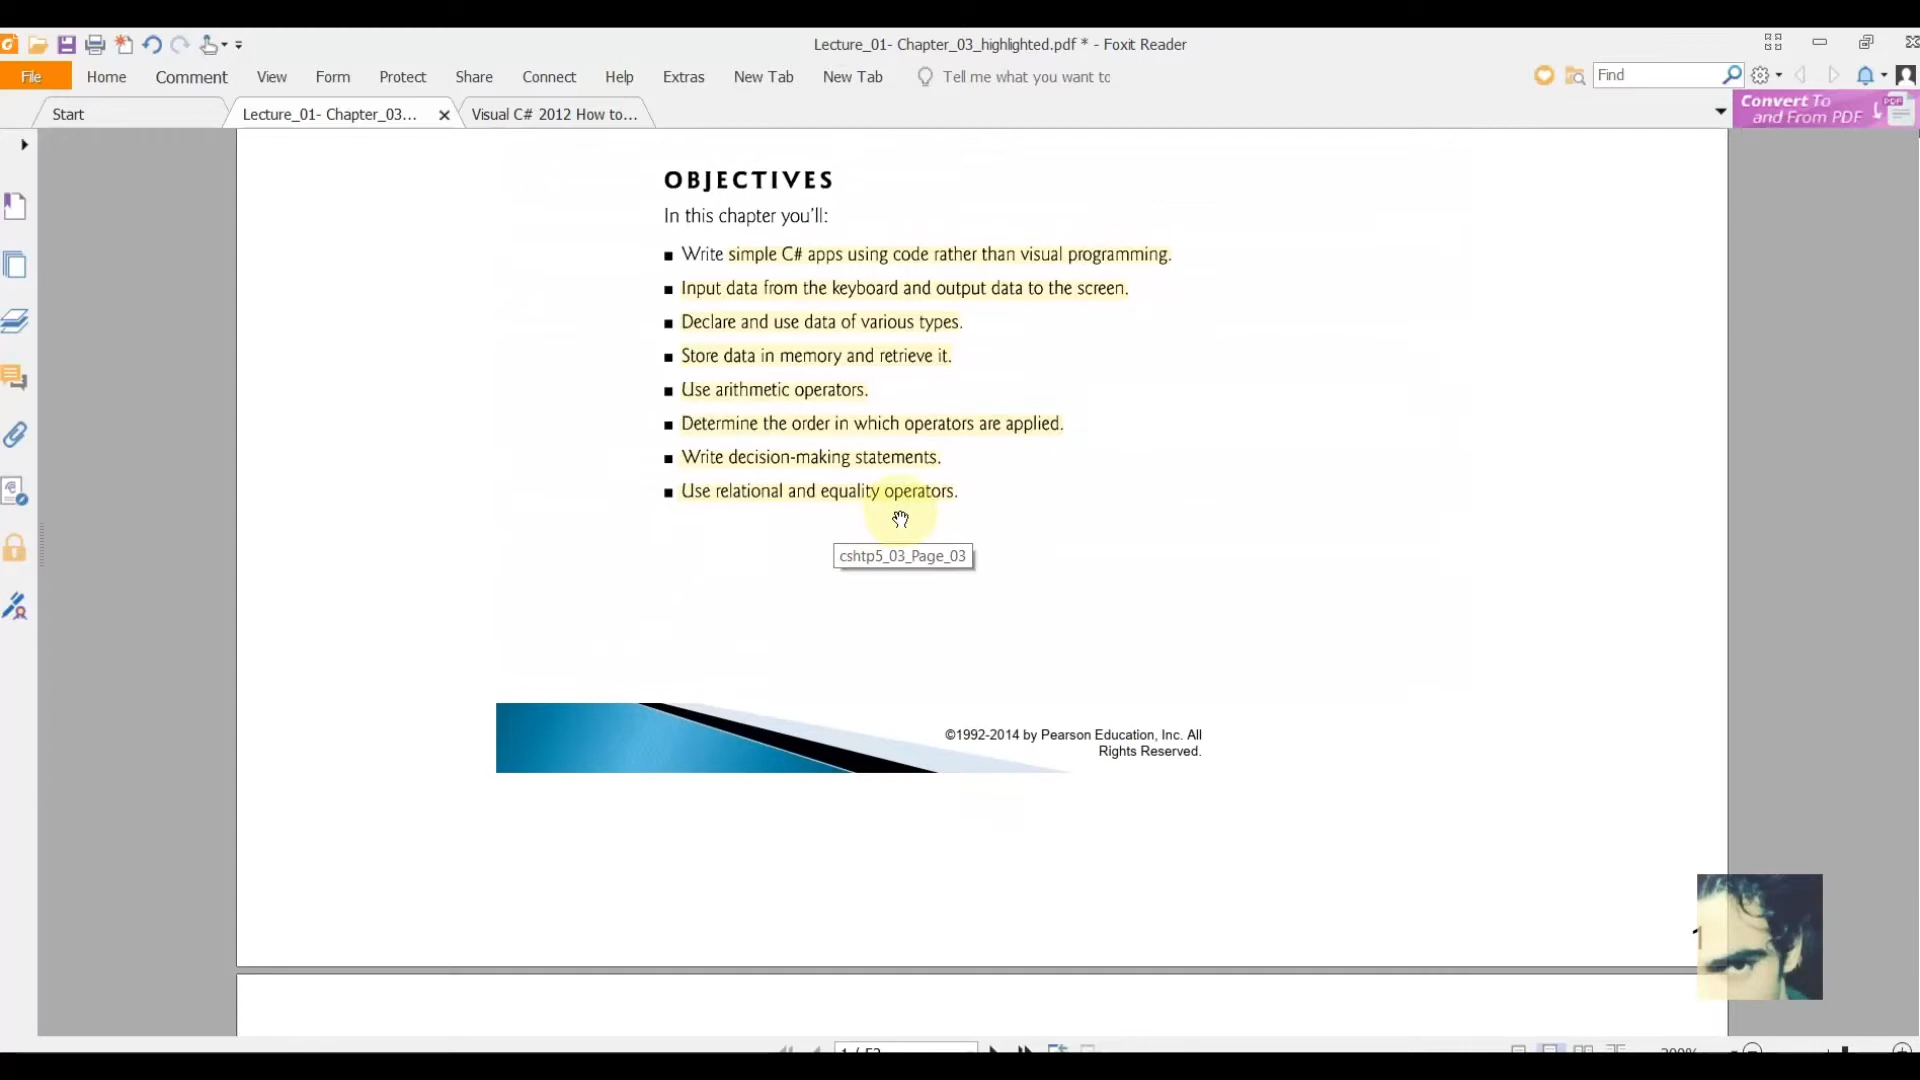 Lecture_01- Chapter_03_highlighted.pdf * - Foxit Reader
File Home Comment View Form Protect Share Connect Help Extras New Tab New Tab Tell me what you want to Find
Start Lecture_01- Chapter_03... Visual C# 2012 How to...
Convert To
and From PDF
PDF
OBJECTIVES
In this chapter you'll:
■ Write simple C# apps using code rather than visual programming.
■ Input data from the keyboard and output data to the screen.
■ Declare and use data of various types.
■ Store data in memory and retrieve it.
■ Use arithmetic operators.
■ Determine the order in which operators are applied.
■ Write decision-making statements.
■ Use relational and equality operators.
cshtp5_03_Page_03
©1992-2014 by Pearson Education, Inc. All
Rights Reserved.
1
1 / 52
200%